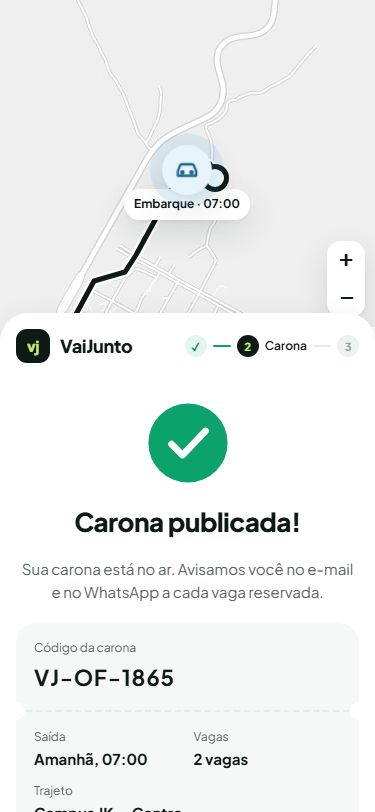 Embarque · 07:00
+
−
vj VaiJunto ✓ 2 Carona 3
Carona publicada!
Sua carona está no ar. Avisamos você no e-mail
e no WhatsApp a cada vaga reservada.
Código da carona
VJ-OF-1865
Saída Vagas
Amanhã, 07:00 2 vagas
Trajeto